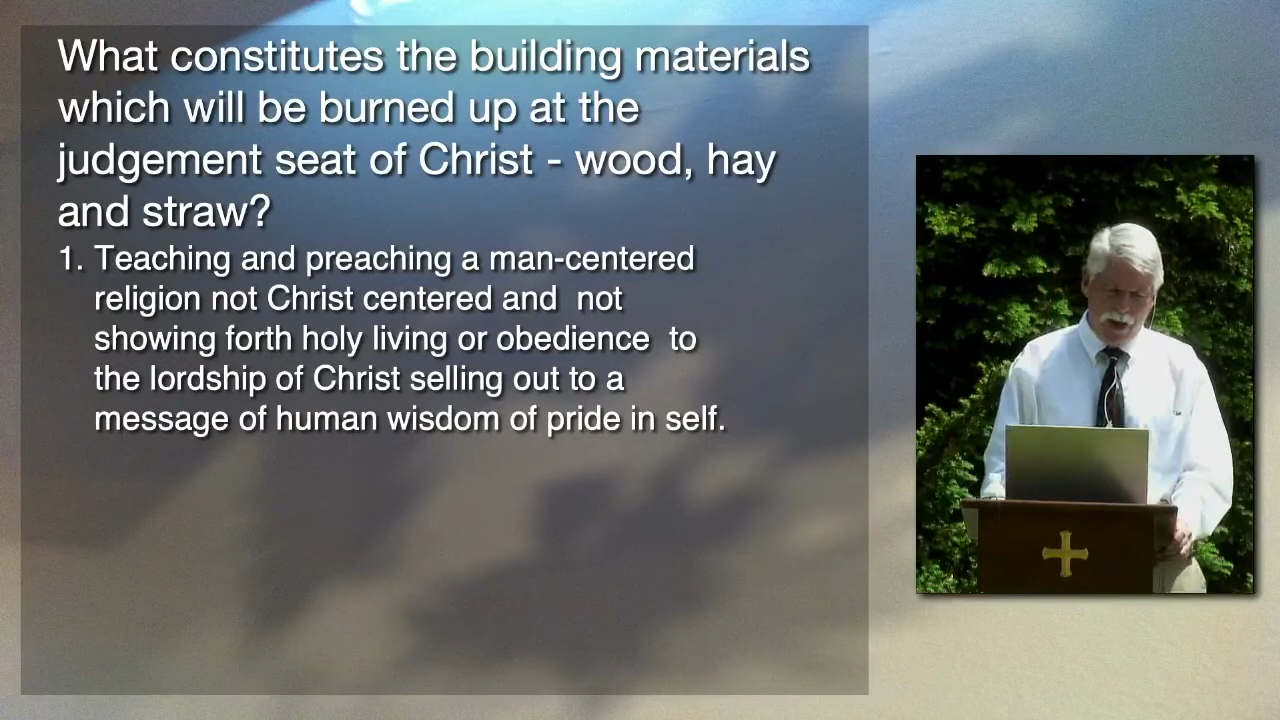 What constitutes the building materials
which will be burned up at the
judgement seat of Christ - wood, hay
and straw?
1. Teaching and preaching a man-centered
religion not Christ centered and  not
showing forth holy living or obedience  to
the lordship of Christ selling out to a
message of human wisdom of pride in self.